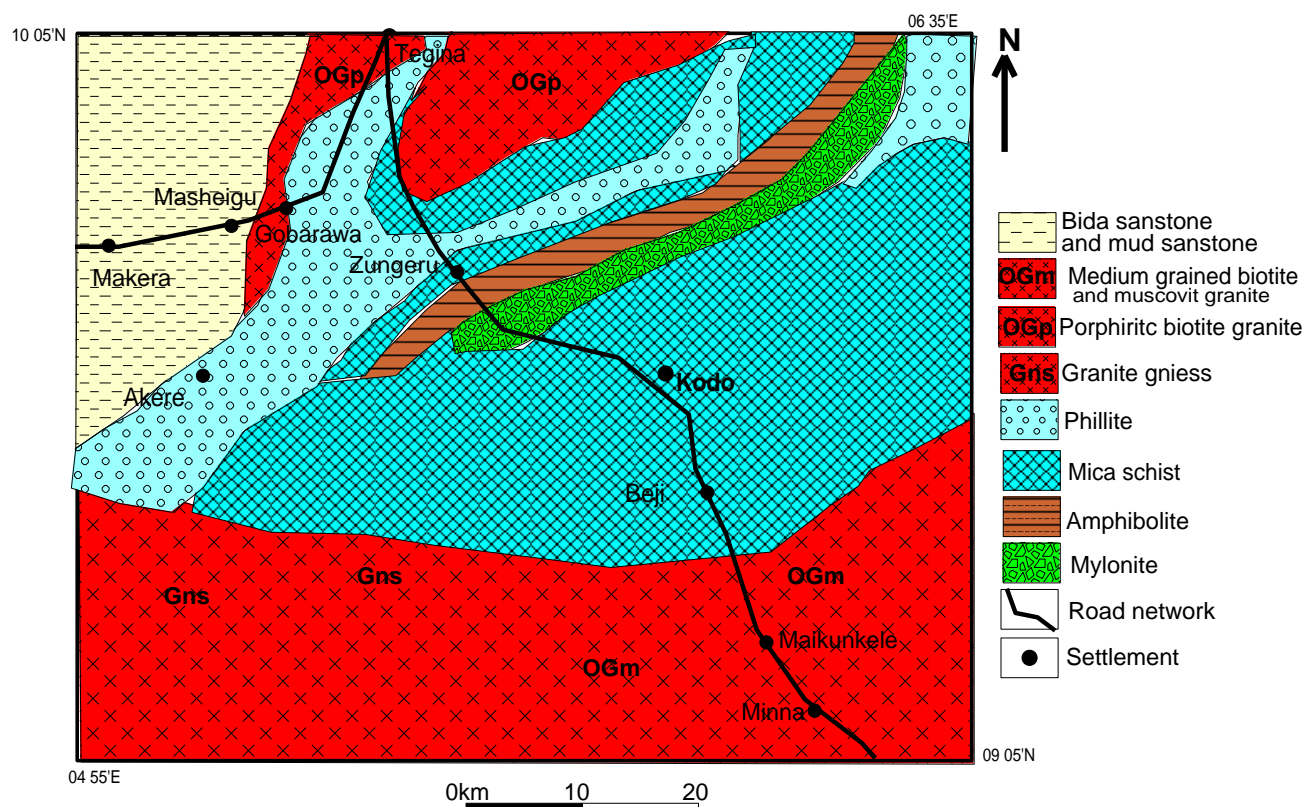 10 05'N
06 35'E
N
Tegina
OGp
OGp
Masheigu
Gobarawa
Makera
Zungeru
Akere
Kodo
Beji
Gns
Gns
OGm
Maikunkele
OGm
Minna
09 05'N
04 55'E
0km 10 20
Bida sanstone
and mud sanstone
OGm Medium grained biotite
and muscovit granite
OGp Porphiritc biotite granite
Gns Granite gniess
Phillite
Mica schist
Amphibolite
Mylonite
Road network
Settlement